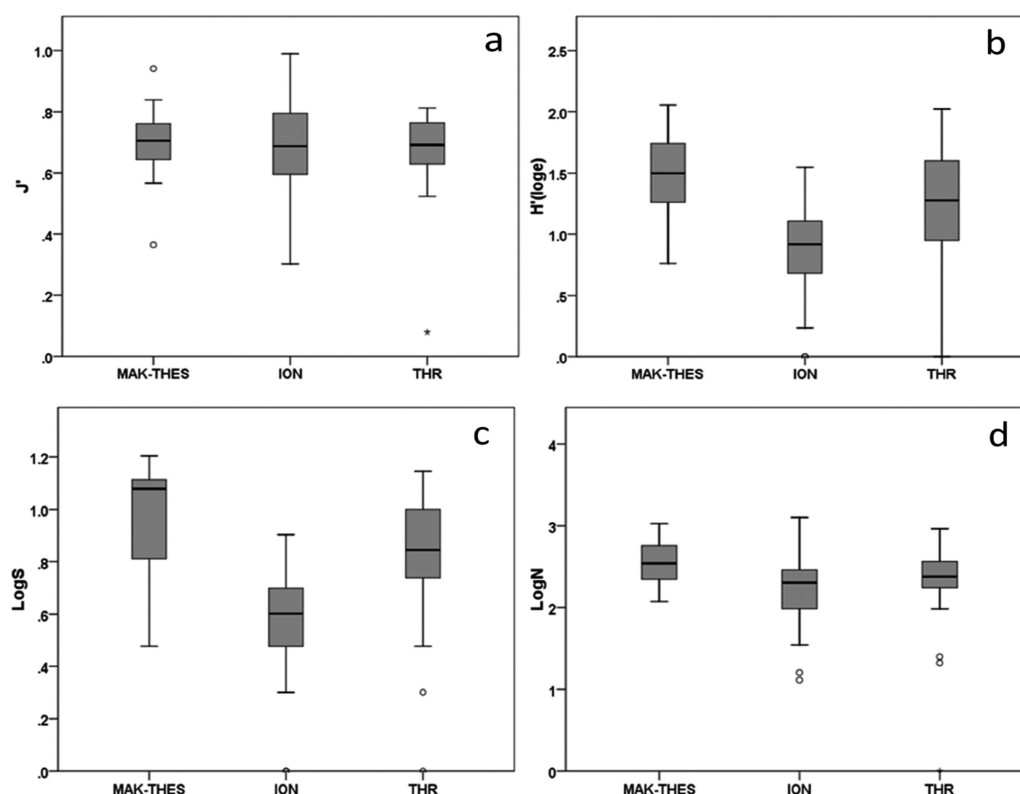 a
1.0
.8
.6
.4
.2
.0
J'
MAK-THES ION THR
b
2.5
2.0
1.5
1.0
0.5
.0
H'(loge)
MAK-THES ION THR
c
1.2
1.0
.8
.6
.4
.2
.0
LogS
MAK-THES ION THR
d
4
3
2
1
0
LogN
MAK-THES ION THR